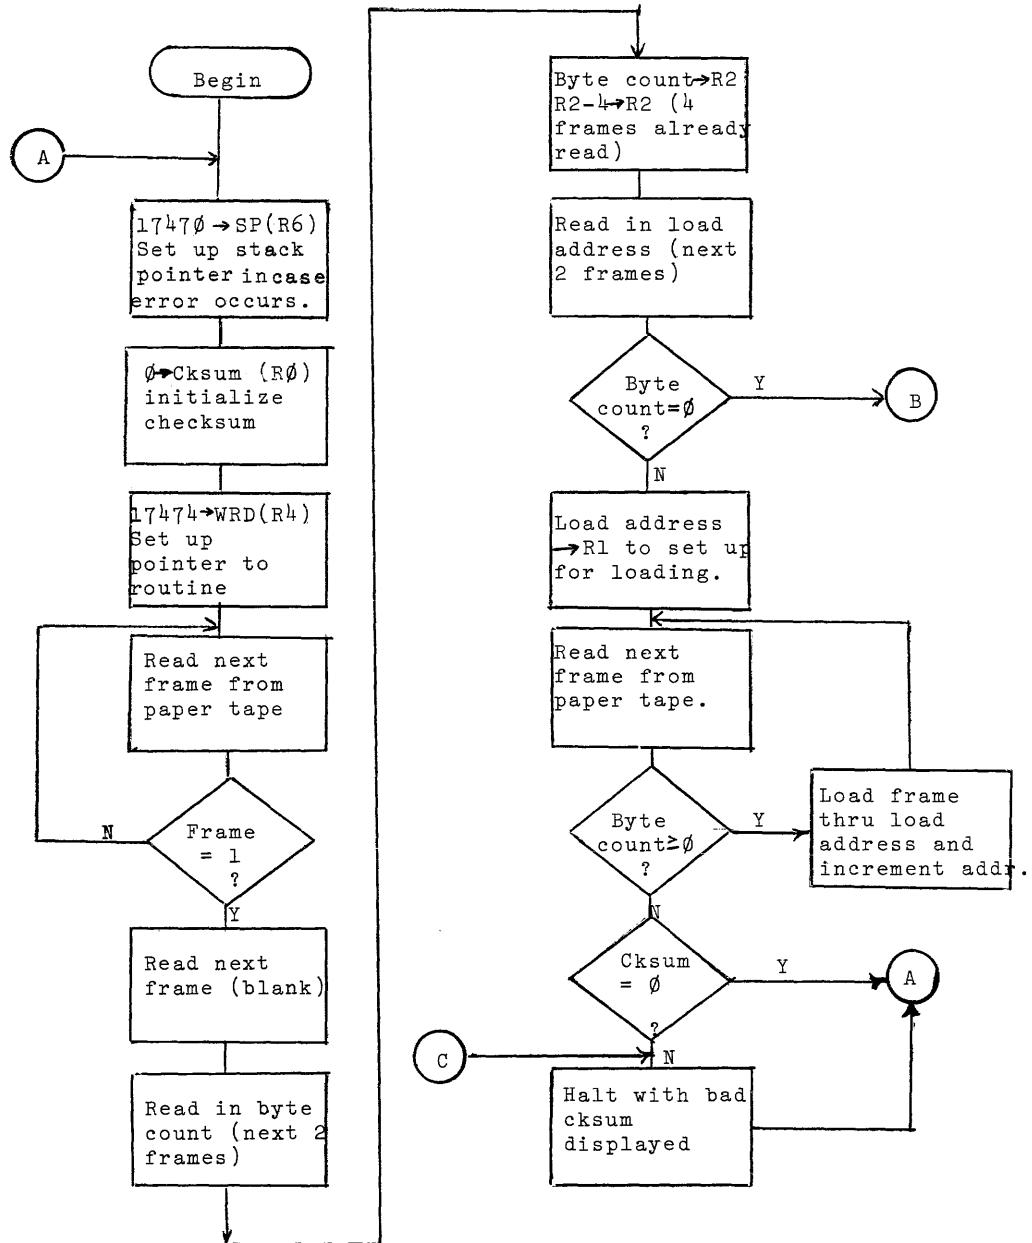 Begin
A
1747Ø→SP(R6)
Set up stack
pointer incase
error occurs.
Ø→Cksum (RØ)
initialize
checksum
17474→WRD(R4)
Set up
pointer to
routine
Read next
frame from
paper tape
N
Frame
= 1
?
Y
Read next
frame (blank)
Read in byte
count (next 2
frames)
Byte count→R2
R2-4→R2 (4
frames already
read)
Read in load
address (next
2 frames)
Byte
count=Ø
?
Y
B
N
Load address
→R1 to set up
for loading.
Read next
frame from
paper tape.
Byte
count≥Ø
?
Y
Load frame
thru load
address and
increment addr.
N
Cksum
= Ø
?
Y
A
C
N
Halt with bad
cksum
displayed